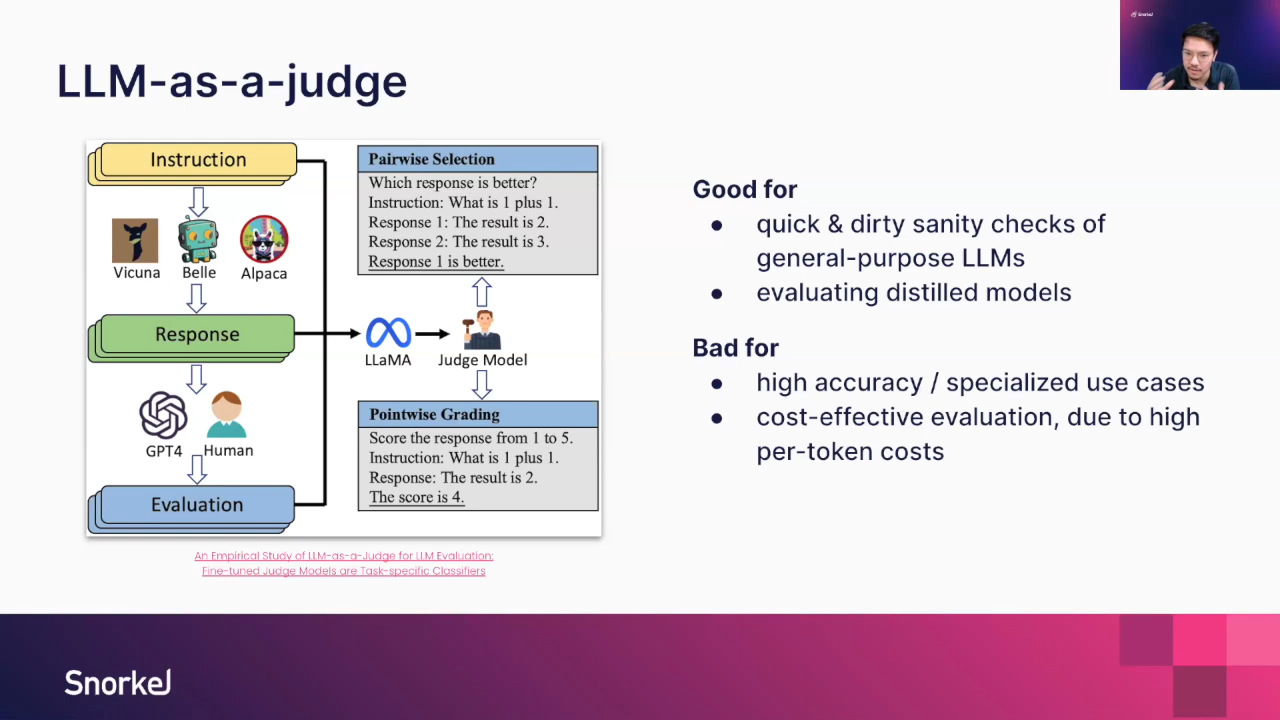 Snorkel
LLM-as-a-judge
Instruction
Vicuna
Belle
Alpaca
Response
GPT4
Human
Evaluation
LLaMA
Judge Model
Pairwise Selection
Which response is better?
Instruction: What is 1 plus 1.
Response 1: The result is 2.
Response 2: The result is 3.
Response 1 is better.
Pointwise Grading
Score the response from 1 to 5.
Instruction: What is 1 plus 1.
Response: The result is 2.
The score is 4.
An Empirical Study of LLM-as-a-Judge for LLM Evaluation:
Fine-tuned Judge Models are Task-specific Classifiers
Good for
● quick & dirty sanity checks of
general-purpose LLMs
● evaluating distilled models
Bad for
● high accuracy / specialized use cases
● cost-effective evaluation, due to high
per-token costs
Snorkel